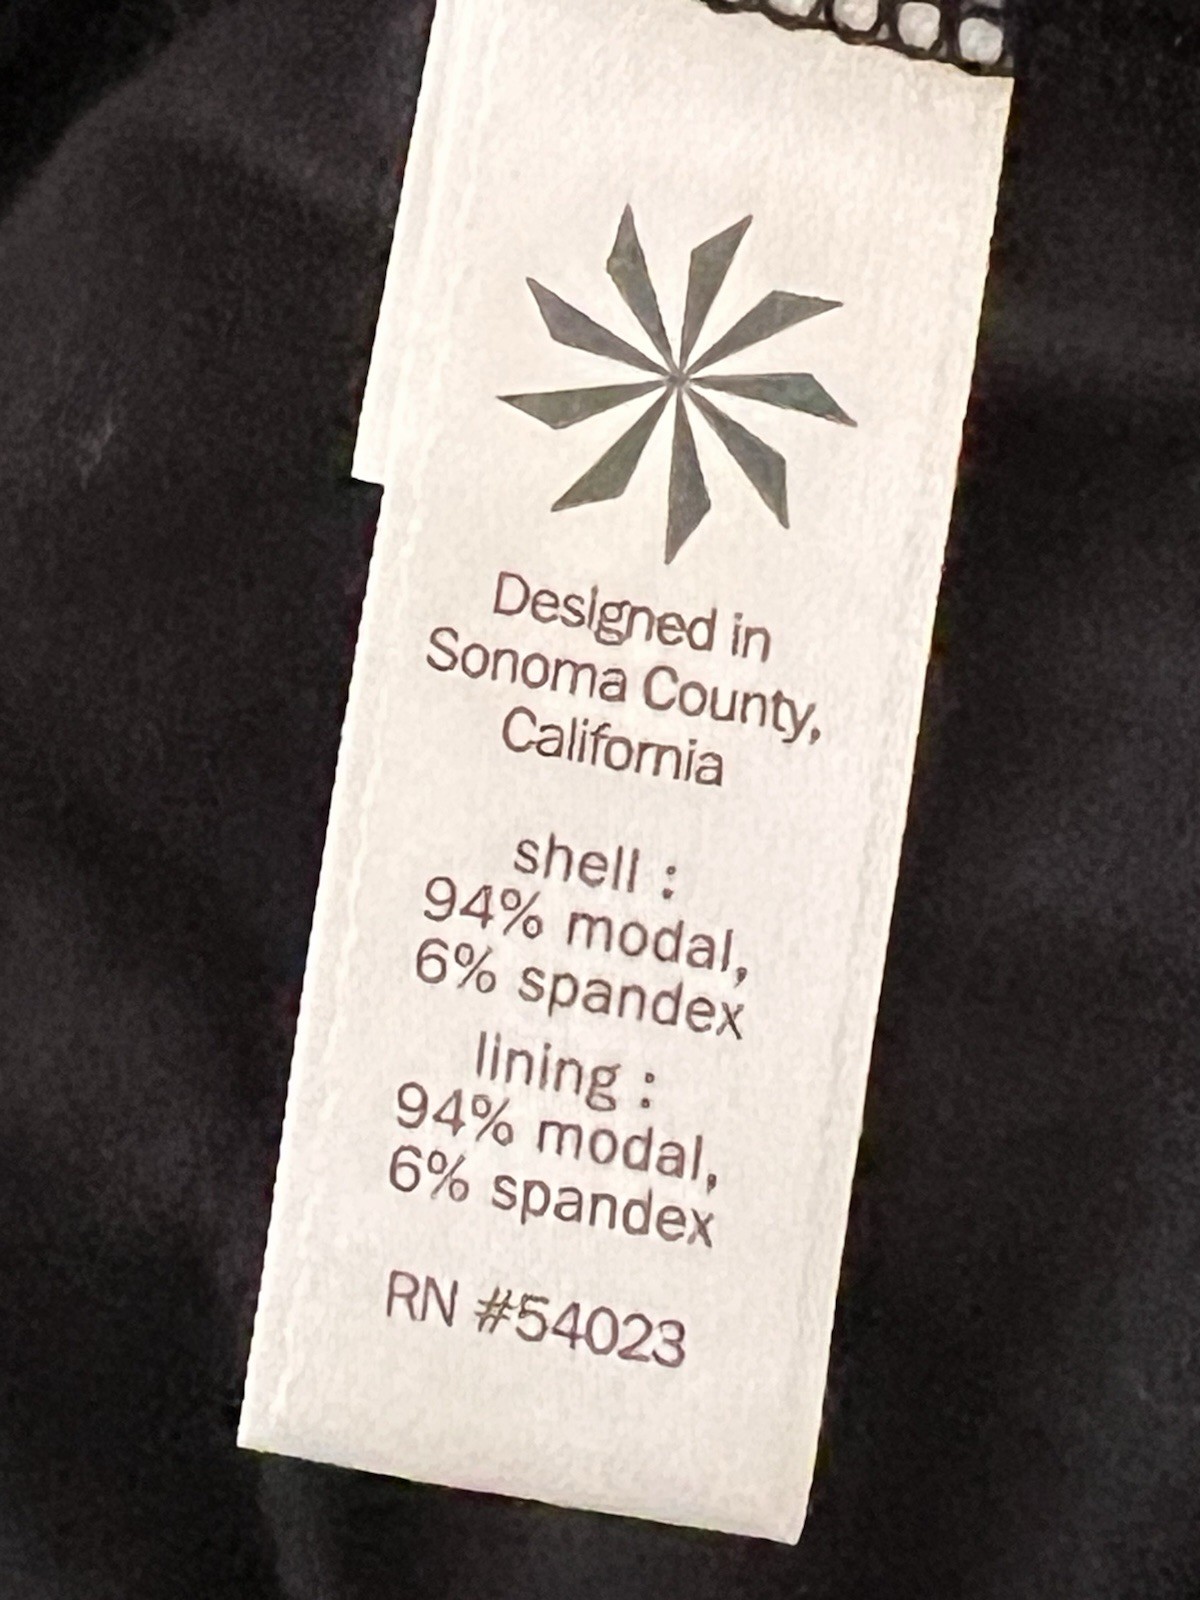 Designed in
Sonoma County,
California
shell :
94% modal,
6% spandex
lining :
94% modal,
6% spandex
RN #54023